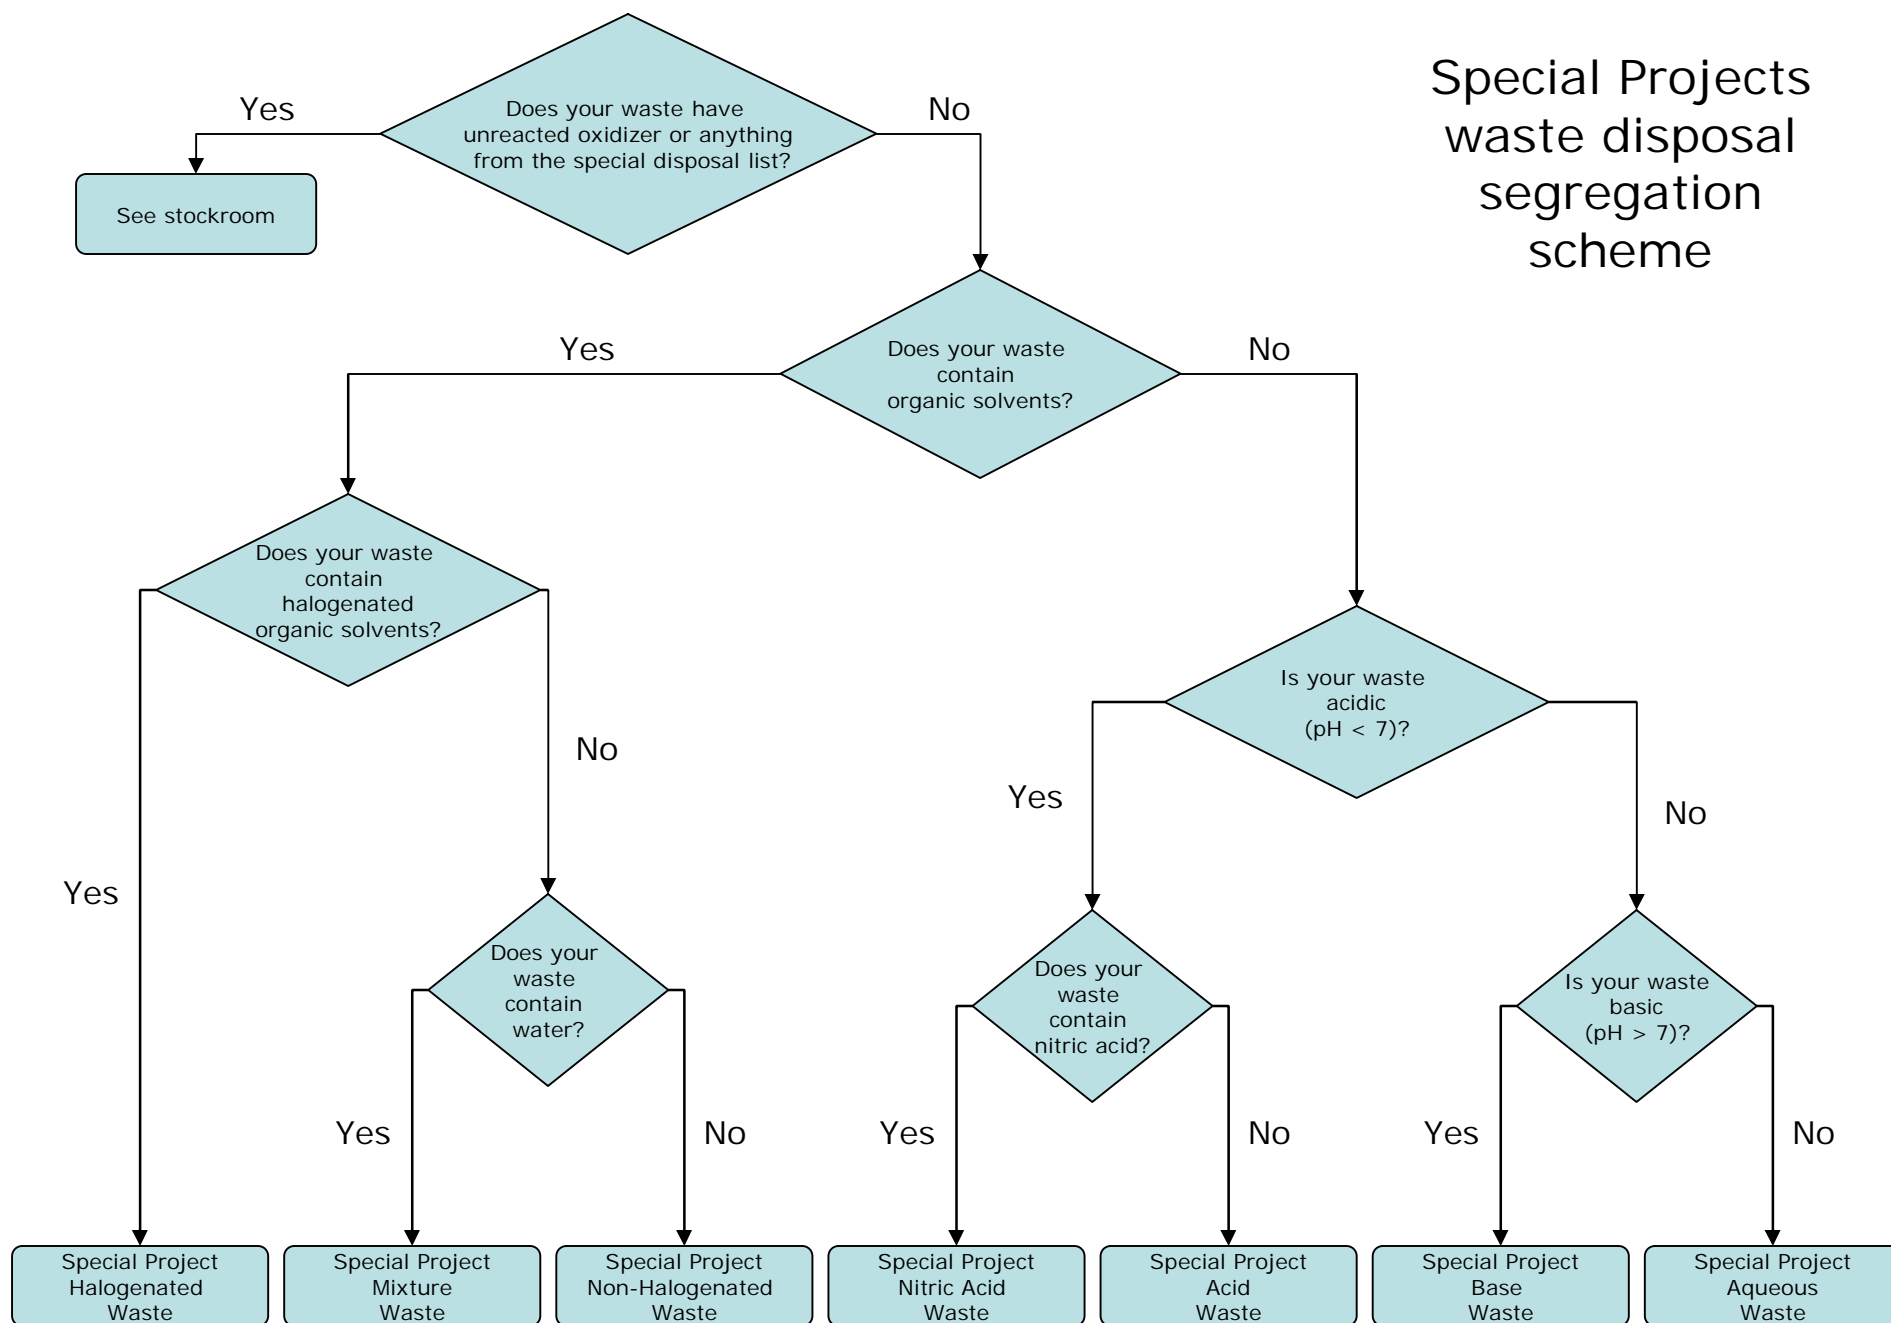 Special Projects
waste disposal
segregation
scheme
Does your waste have
unreacted oxidizer or anything
from the special disposal list?
Yes
No
See stockroom
Does your waste
contain
organic solvents?
Yes
No
Does your waste
contain
halogenated
organic solvents?
Yes
No
Is your waste
acidic
(pH < 7)?
Yes
No
Does your
waste
contain
water?
Yes
No
Does your
waste
contain
nitric acid?
Yes
No
Is your waste
basic
(pH > 7)?
Yes
No
Special Project
Halogenated
Waste
Special Project
Mixture
Waste
Special Project
Non-Halogenated
Waste
Special Project
Nitric Acid
Waste
Special Project
Acid
Waste
Special Project
Base
Waste
Special Project
Aqueous
Waste